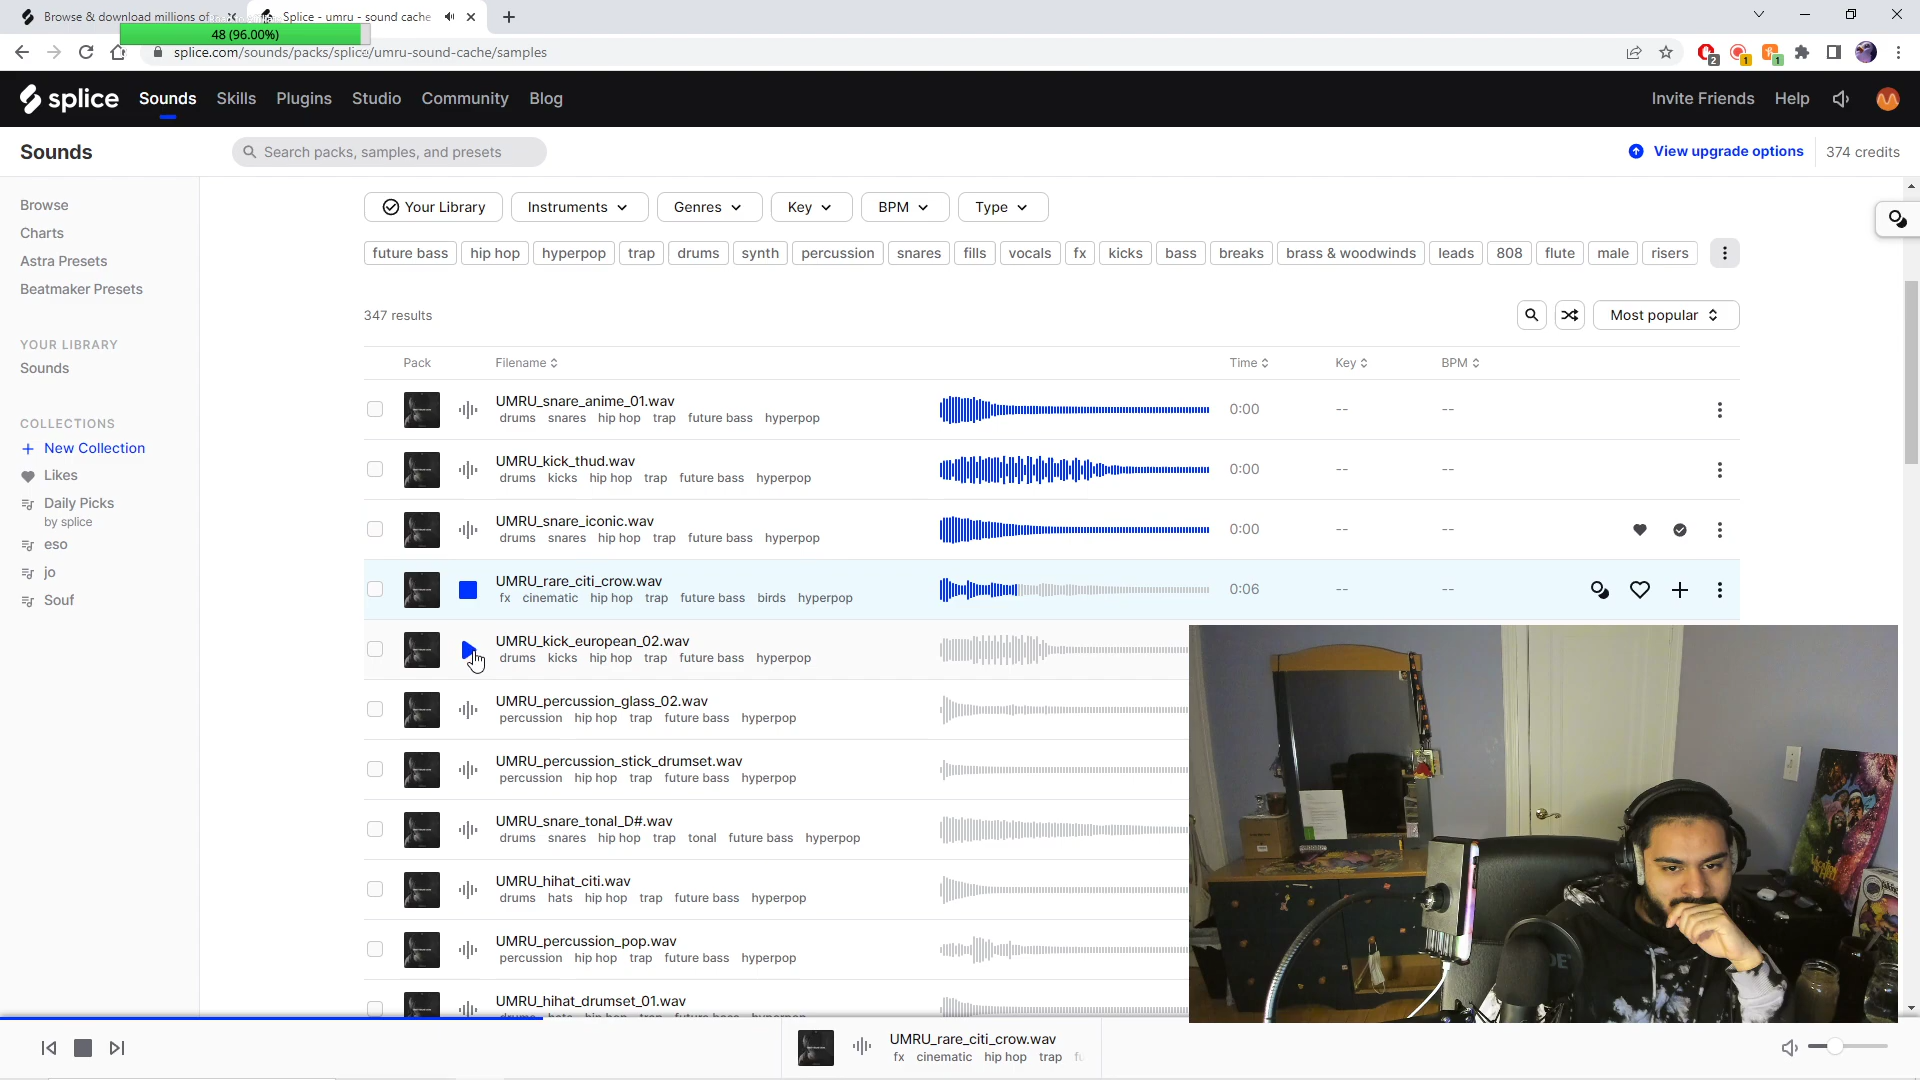 Browse & download millions of
Splice - umru - sound cache
48 (96.00%)
splice.com/sounds/packs/splice/umru-sound-cache/samples
2
1
1
splice
Sounds
Skills
Plugins
Studio
Community
Blog
Invite Friends
Help
Sounds
Search packs, samples, and presets
View upgrade options
374 credits
Browse
Charts
Astra Presets
Beatmaker Presets
YOUR LIBRARY
Sounds
COLLECTIONS
New Collection
Likes
Daily Picks
by splice
eso
jo
Souf
Your Library
Instruments
Genres
Key
BPM
Type
future bass
hip hop
hyperpop
trap
drums
synth
percussion
snares
fills
vocals
fx
kicks
bass
breaks
brass & woodwinds
leads
808
flute
male
risers
347 results
Most popular
Pack
Filename
Time
Key
BPM
UMRU_snare_anime_01.wav
drums snares hip hop trap future bass hyperpop
0:00
--
--
UMRU_kick_thud.wav
drums kicks hip hop trap future bass hyperpop
0:00
--
--
UMRU_snare_iconic.wav
drums snares hip hop trap future bass hyperpop
0:00
--
--
UMRU_rare_citi_crow.wav
fx cinematic hip hop trap future bass birds hyperpop
0:06
--
--
UMRU_kick_european_02.wav
drums kicks hip hop trap future bass hyperpop
UMRU_percussion_glass_02.wav
percussion hip hop trap future bass hyperpop
UMRU_percussion_stick_drumset.wav
percussion hip hop trap future bass hyperpop
UMRU_snare_tonal_D#.wav
drums snares hip hop trap tonal future bass hyperpop
UMRU_hihat_citi.wav
drums hats hip hop trap future bass hyperpop
UMRU_percussion_pop.wav
percussion hip hop trap future bass hyperpop
UMRU_hihat_drumset_01.wav
drums hats hip hop trap future bass hyperpop
UMRU_rare_citi_crow.wav
fx cinematic hip hop trap